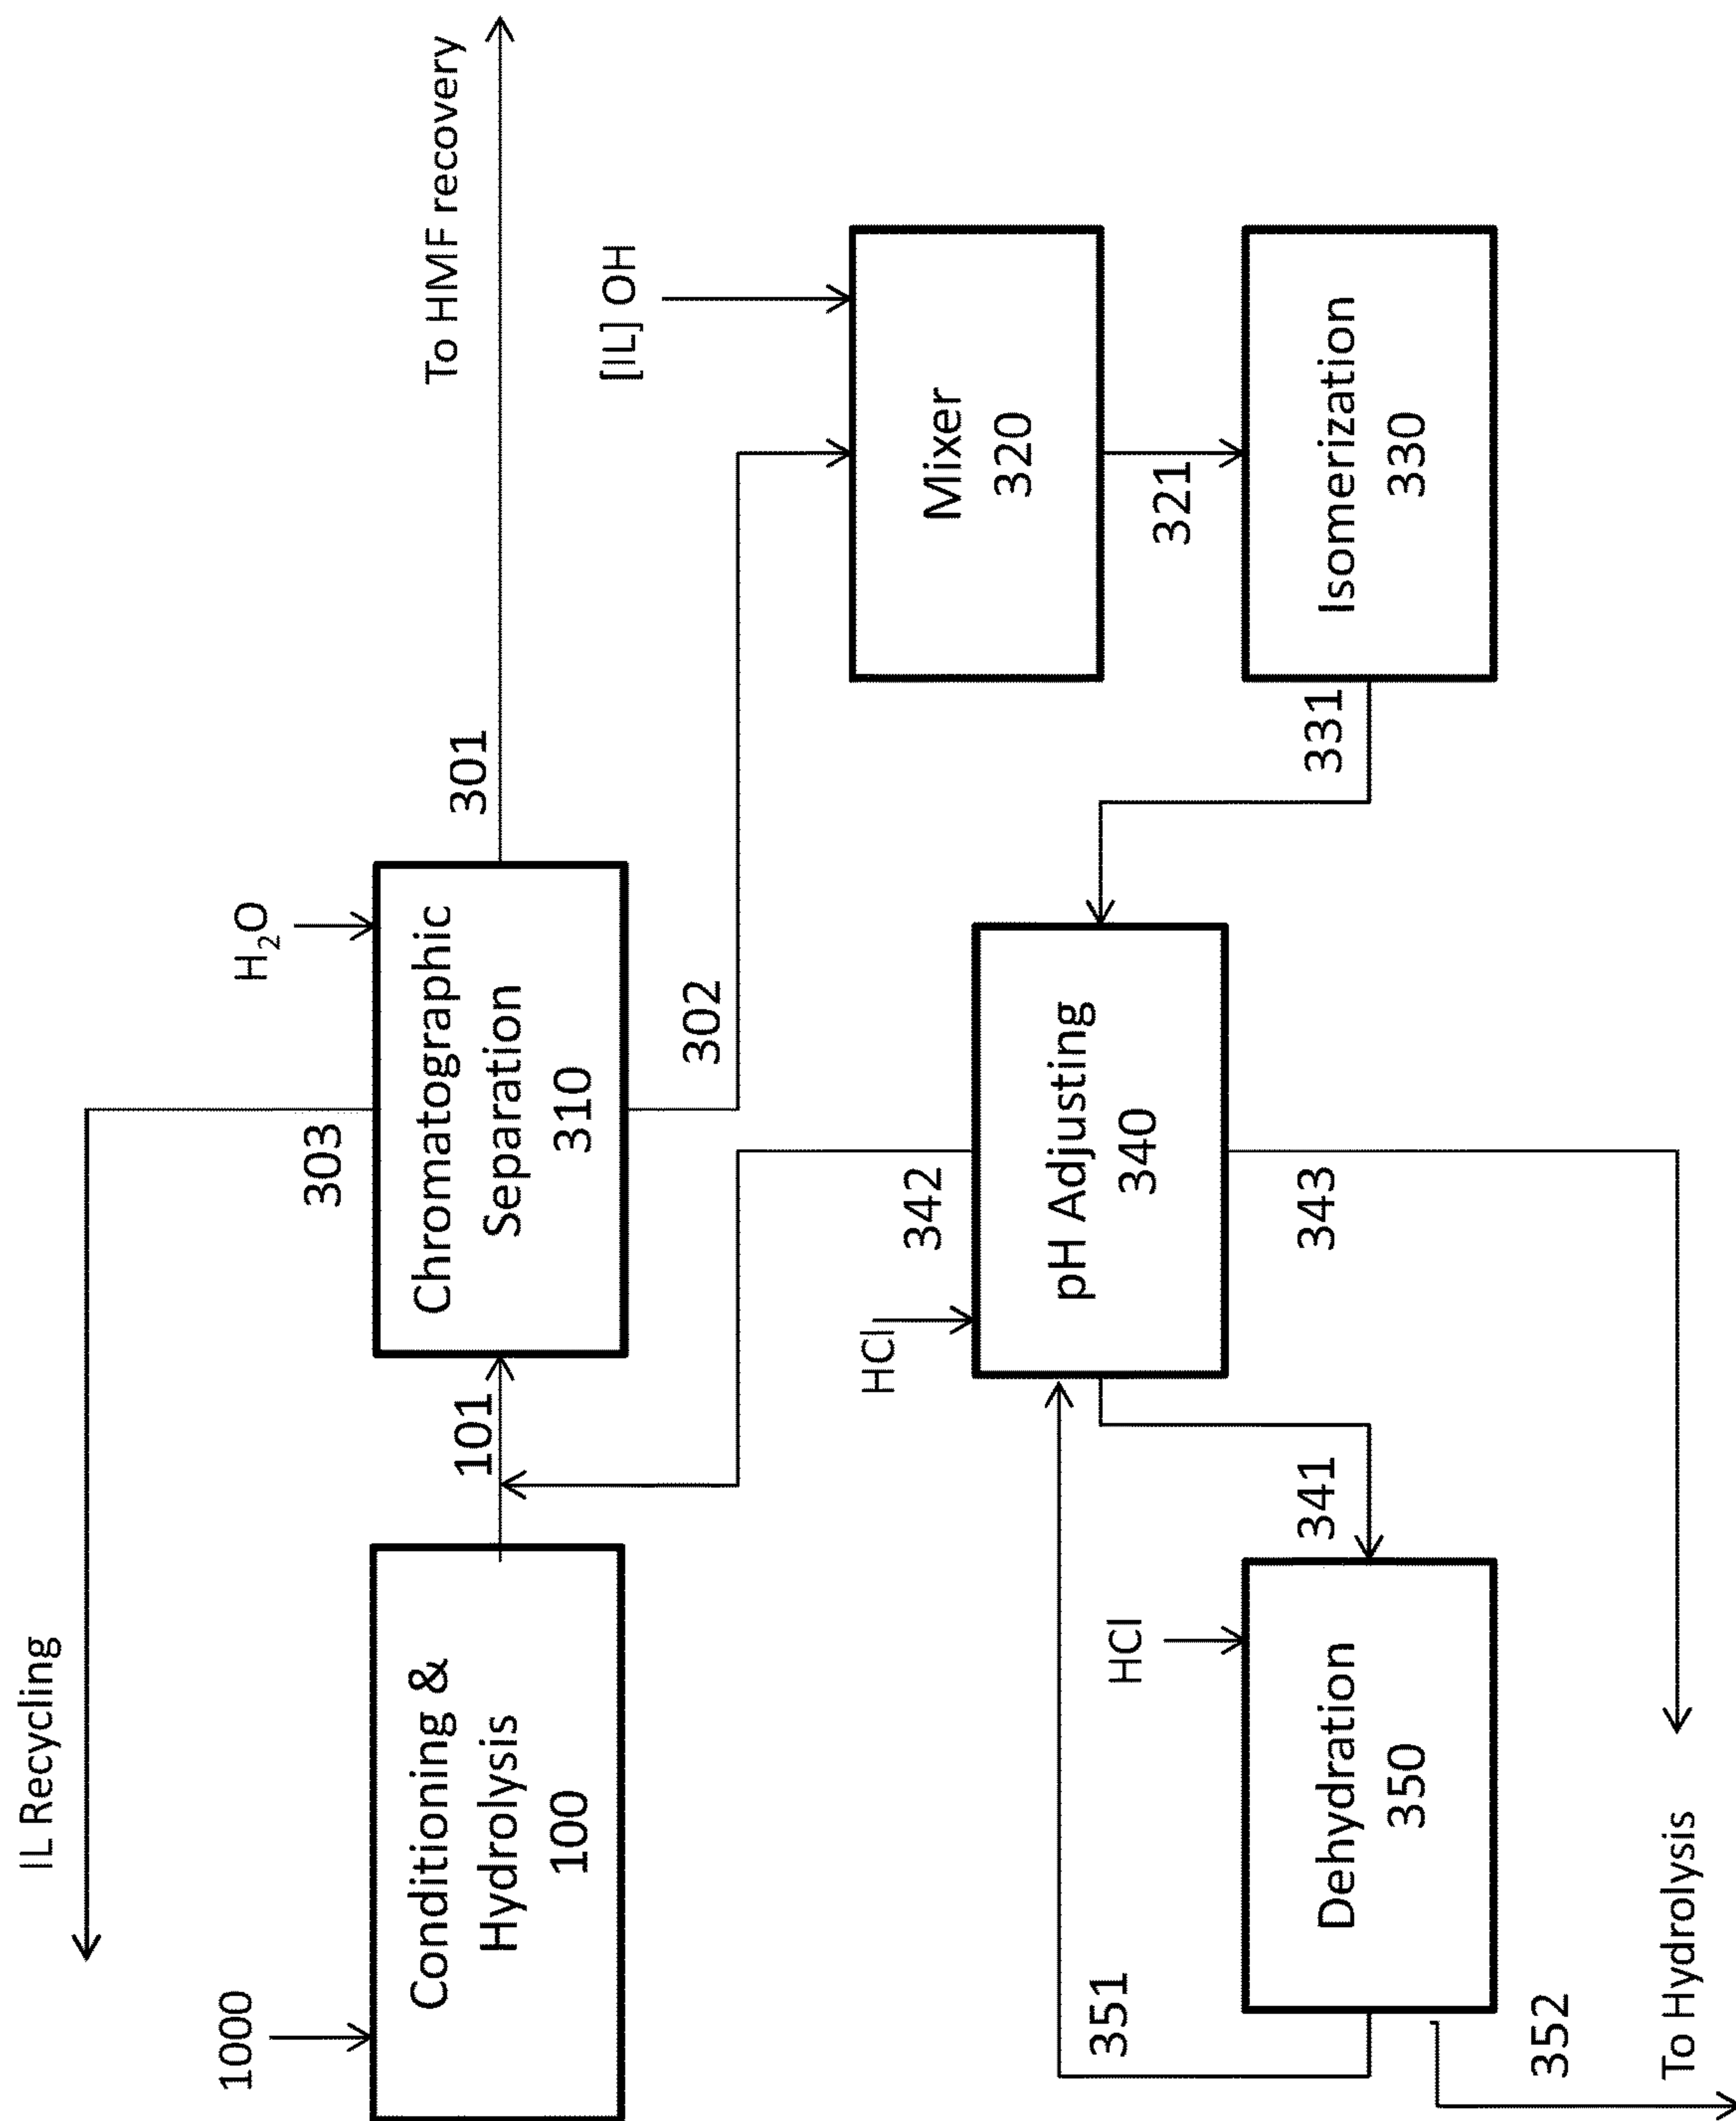 IL Recycling
1000
Conditioning &
Hydrolysis
100
101
303
H₂O
Chromatographic
Separation
310
301
To HMF recovery
302
[IL] OH
Mixer
320
321
Isomerization
330
331
342
HCl
pH Adjusting
340
343
341
HCl
Dehydration
350
351
352
To Hydrolysis